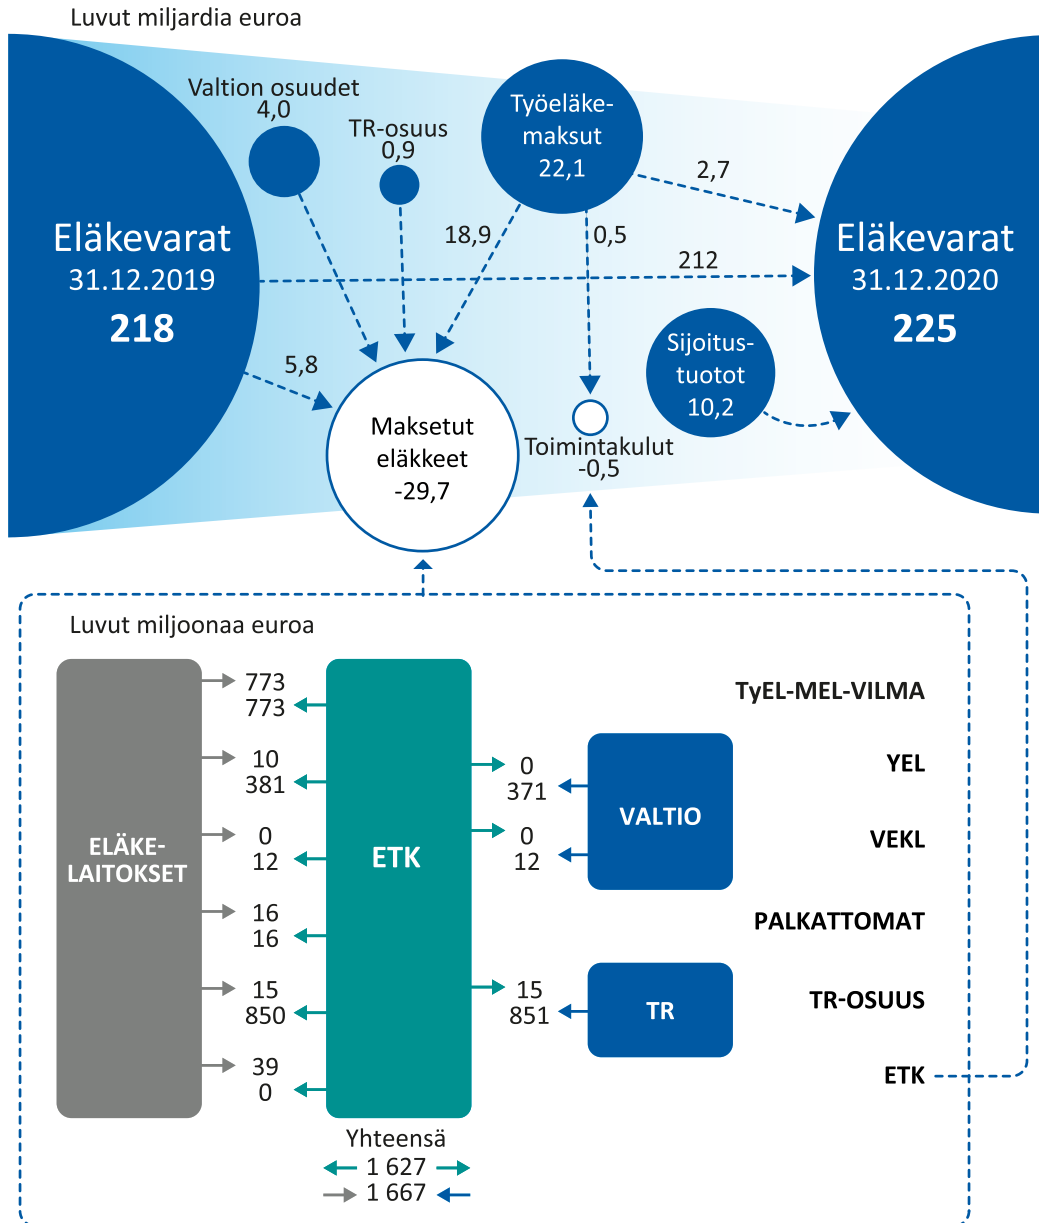 Luvut miljardia euroa
Valtion osuudet
4,0
TR-osuus
0,9
Työeläke-
maksut
22,1
2,7
18,9
0,5
212
Eläkevarat
31.12.2019
218
Eläkevarat
31.12.2020
225
5,8
Sijoitus-
tuotot
10,2
Maksetut
eläkkeet
-29,7
Toimintakulut
-0,5
Luvut miljoonaa euroa
ELÄKE-
LAITOKSET
ETK
VALTIO
TR
773
773
TyEL-MEL-VILMA
10
381
0
371
YEL
0
12
0
12
VEKL
16
16
PALKATTOMAT
15
850
15
851
TR-OSUUS
39
0
ETK
Yhteensä
1 627
1 667